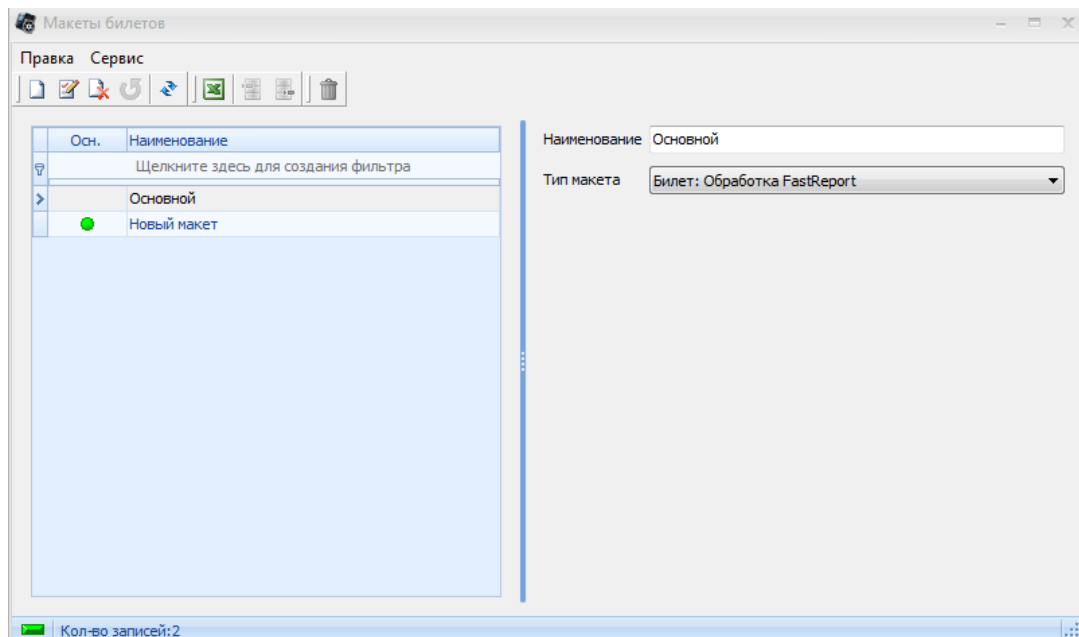 Макеты билетов
Правка Сервис
Осн. Наименование
Щелкните здесь для создания фильтра
Основной
Новый макет
Наименование Основной
Тип макета Билет: Обработка FastReport
Кол-во записей:2